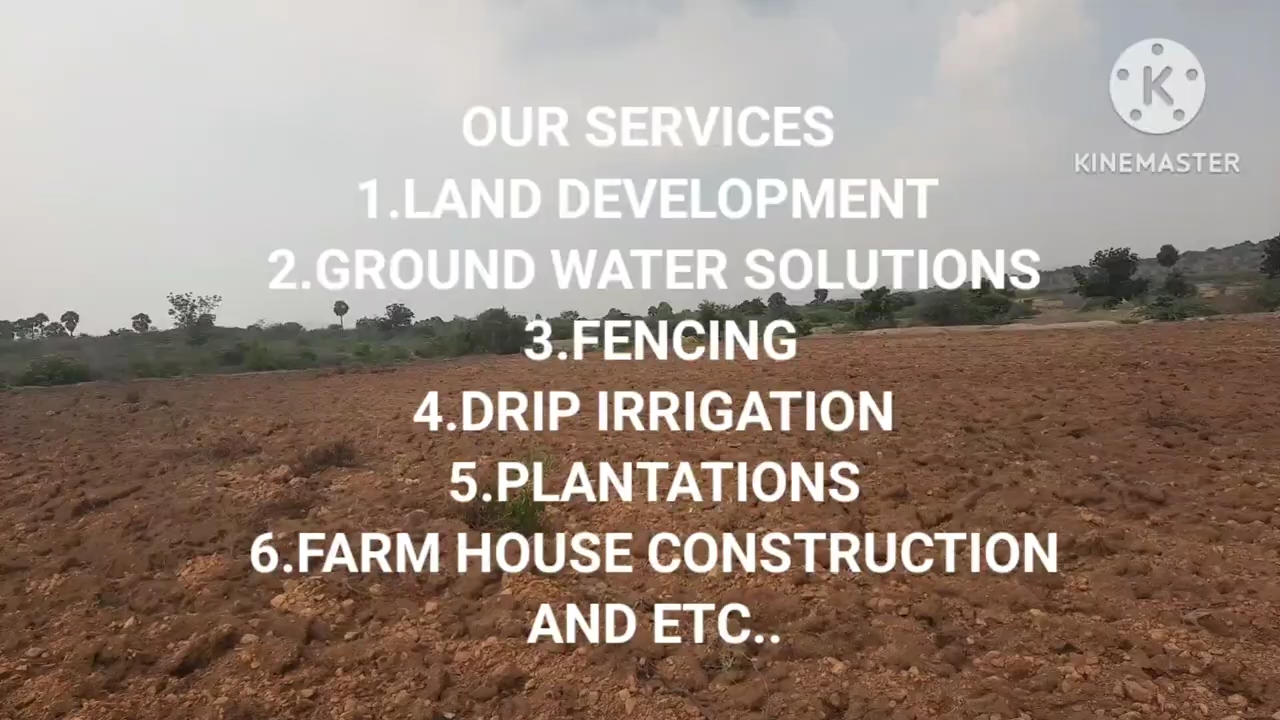 OUR SERVICES
1.LAND DEVELOPMENT
2.GROUND WATER SOLUTIONS
3.FENCING
4.DRIP IRRIGATION
5.PLANTATIONS
6.FARM HOUSE CONSTRUCTION
AND ETC..
K
KINEMASTER